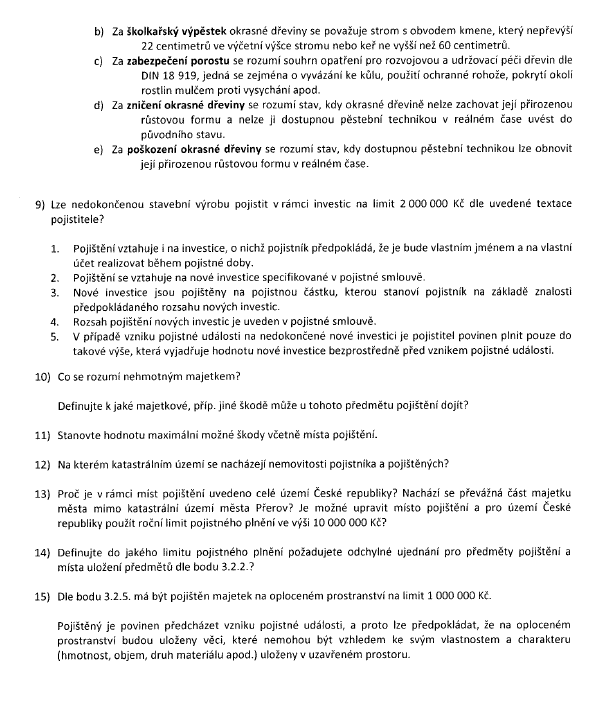 b) Za školkařský výpěstek okrasné dřeviny se považuje strom s obvodem kmene, který nepřevýší
22 centimetrů ve výčetní výšce stromu nebo keř ne vyšší než 60 centimetrů.
c) Za zabezpečení porostu se rozumí souhrn opatření pro rozvojovou a udržovací péči dřevin dle
DIN 18 919, jedná se zejména o vyvázání ke kůlu, použití ochranné rohože, pokrytí okolí
rostlin mulčem proti vysychání apod.
d) Za zničení okrasné dřeviny se rozumí stav, kdy okrasné dřevině nelze zachovat její přirozenou
růstovou formu a nelze ji dostupnou pěstební technikou v reálném čase uvést do
původního stavu.
e) Za poškození okrasné dřeviny se rozumí stav, kdy dostupnou pěstební technikou lze obnovit
její přirozenou růstovou formu v reálném čase.
9) Lze nedokončenou stavební výrobu pojistit v rámci investic na limit 2 000 000 Kč dle uvedené textace
pojistitele?
1. Pojištění vztahuje i na investice, o nichž pojistník předpokládá, že je bude vlastním jménem a na vlastní
účet realizovat během pojistné doby.
2. Pojištění se vztahuje na nové investice specifikované v pojistné smlouvě.
3. Nové investice jsou pojištěny na pojistnou částku, kterou stanoví pojistník na základě znalosti
předpokládaného rozsahu nových investic.
4. Rozsah pojištění nových investic je uveden v pojistné smlouvě.
5. V případě vzniku pojistné události na nedokončené nové investici je pojistitel povinen plnit pouze do
takové výše, která vyjadřuje hodnotu nové investice bezprostředně před vznikem pojistné události.
10) Co se rozumí nehmotným majetkem?
Definujte k jaké majetkové, příp. jiné škodě může u tohoto předmětu pojištění dojít?
11) Stanovte hodnotu maximální možné škody včetně místa pojištění.
12) Na kterém katastrálním území se nacházejí nemovitosti pojistníka a pojištěných?
13) Proč je v rámci míst pojištění uvedeno celé území České republiky? Nachází se převážná část majetku
města mimo katastrální území města Přerov? Je možné upravit místo pojištění a pro území České
republiky použít roční limit pojistného plnění ve výši 10 000 000 Kč?
14) Definujte do jakého limitu pojistného plnění požadujete odchylné ujednání pro předměty pojištění a
místa uložení předmětů dle bodu 3.2.2.?
15) Dle bodu 3.2.5. má být pojištěn majetek na oploceném prostranství na limit 1 000 000 Kč.
Pojištěný je povinen předcházet vzniku pojistné události, a proto lze předpokládat, že na oploceném
prostranství budou uloženy věci, které nemohou být vzhledem ke svým vlastnostem a charakteru
(hmotnost, objem, druh materiálu apod.) uloženy v uzavřeném prostoru.